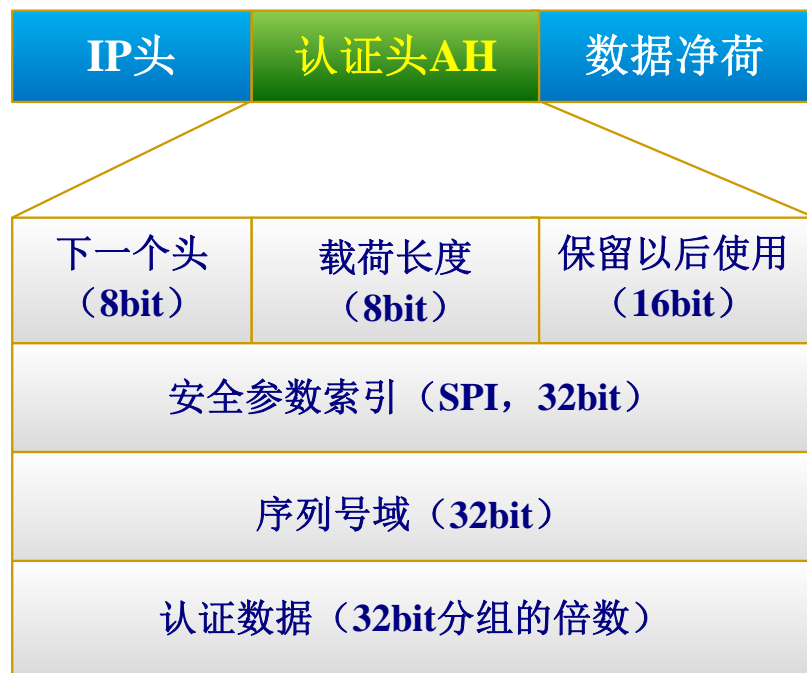 IP头
认证头AH
数据净荷
下一个头
（8bit）
载荷长度
（8bit）
保留以后使用
（16bit）
安全参数索引（SPI，32bit）
序列号域（32bit）
认证数据（32bit分组的倍数）